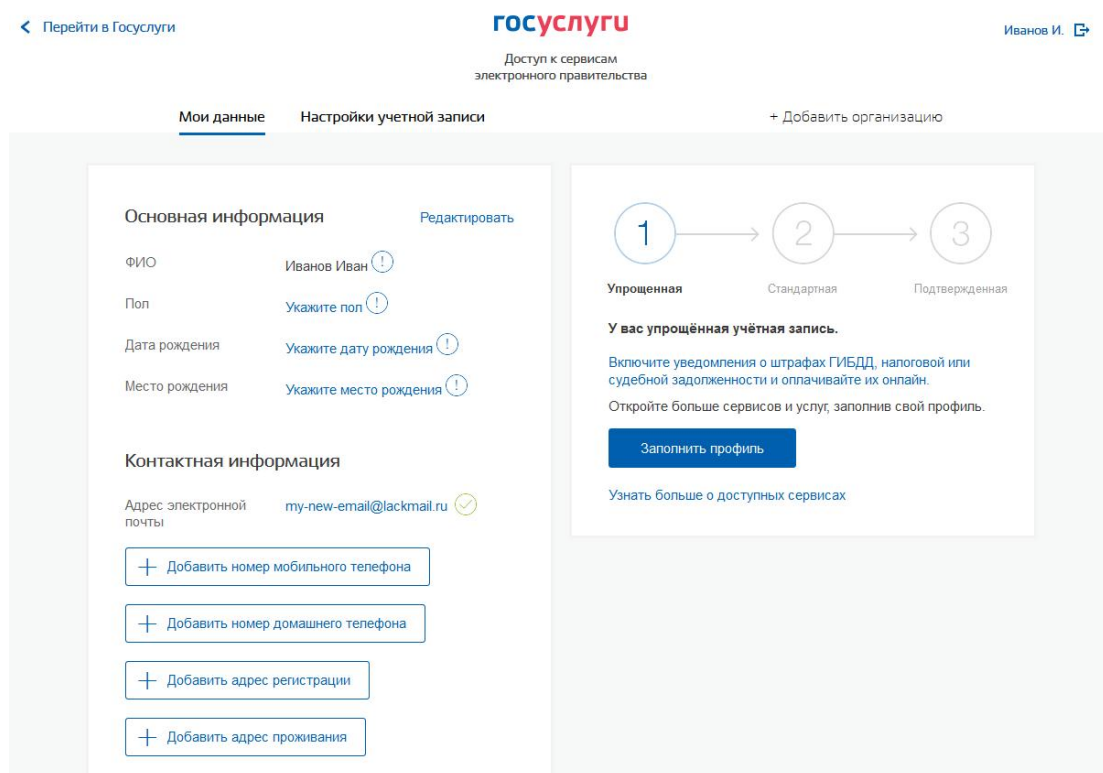 Перейти в Госуслуги
госуслуги
Иванов И.
Доступ к сервисам
электронного правительства
Мои данные
Настройки учетной записи
+ Добавить организацию
Основная информация
Редактировать
ФИО
Иванов Иван
Пол
Укажите пол
Дата рождения
Укажите дату рождения
Место рождения
Укажите место рождения
Контактная информация
Адрес электронной
почты
my-new-email@lackmail.ru
Добавить номер мобильного телефона
Добавить номер домашнего телефона
Добавить адрес регистрации
Добавить адрес проживания
1
2
3
Упрощенная
Стандартная
Подтвержденная
У вас упрощённая учётная запись.
Включите уведомления о штрафах ГИБДД, налоговой или
судебной задолженности и оплачивайте их онлайн.
Откройте больше сервисов и услуг, заполнив свой профиль.
Заполнить профиль
Узнать больше о доступных сервисах